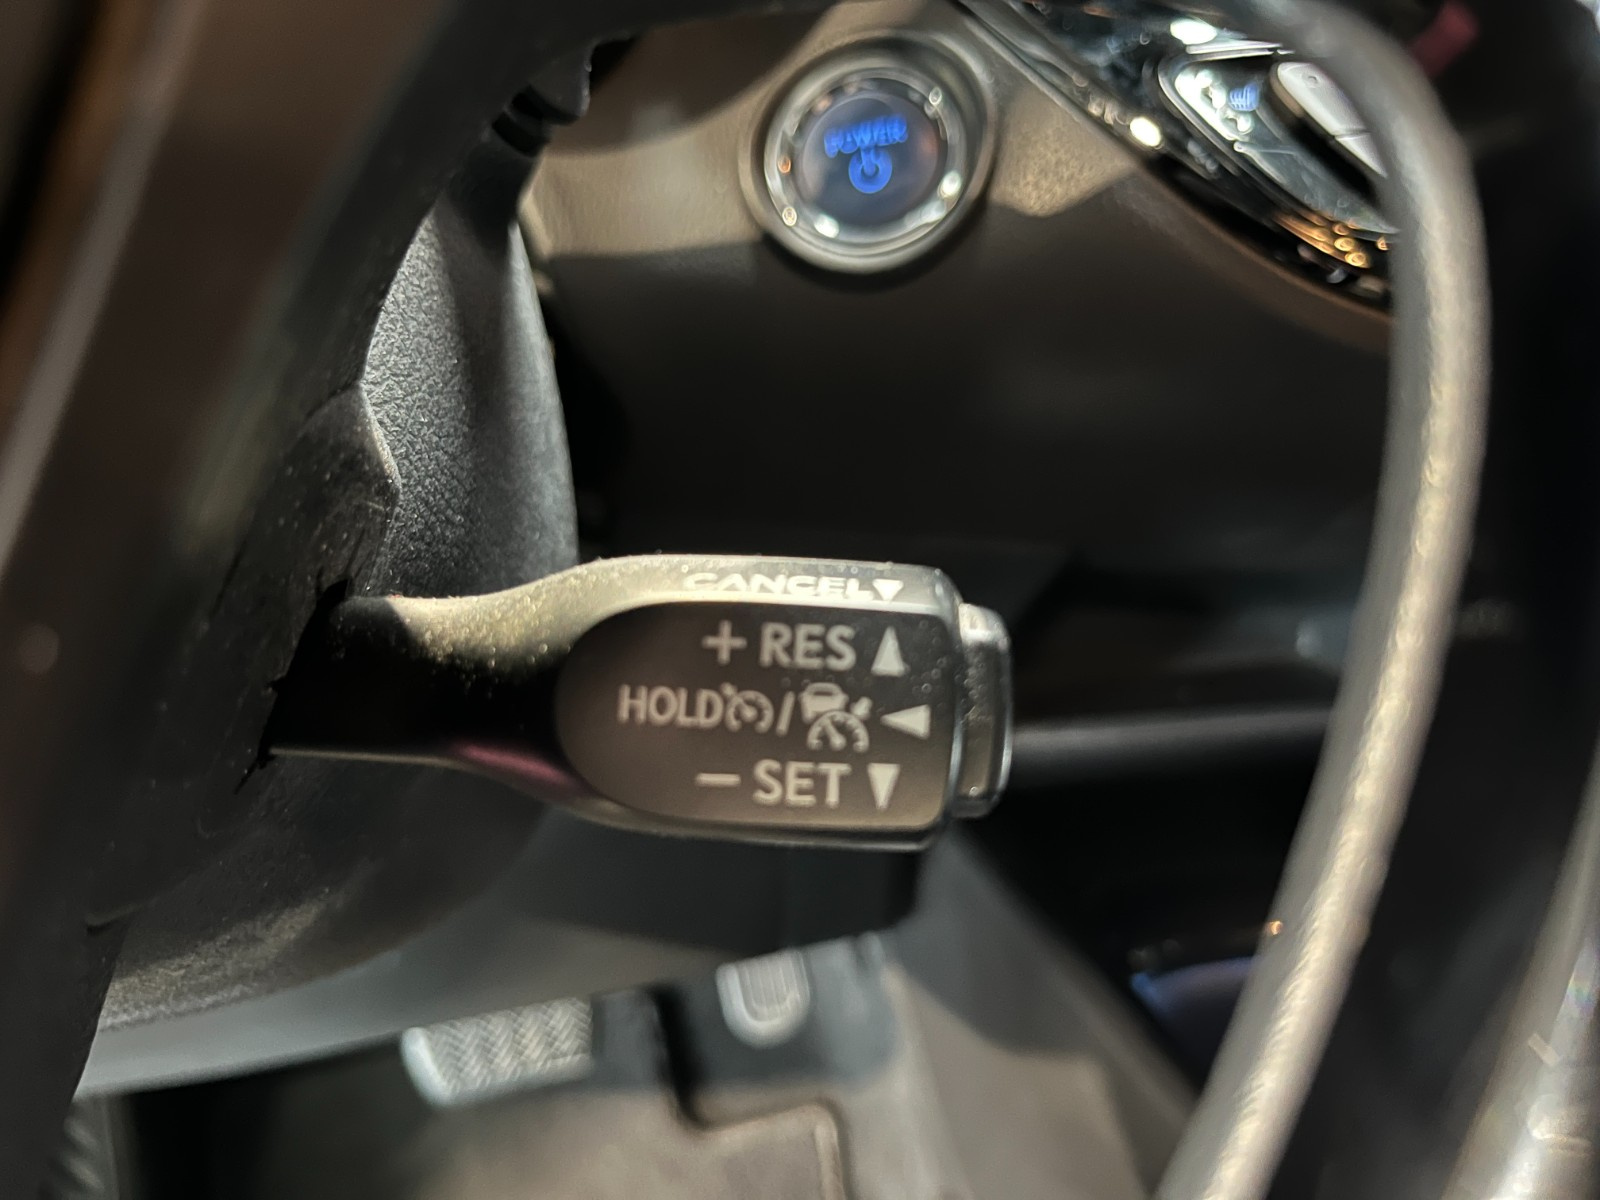 POWER
CANCEL▼
+ RES ▲
HOLD / ◀
− SET ▼